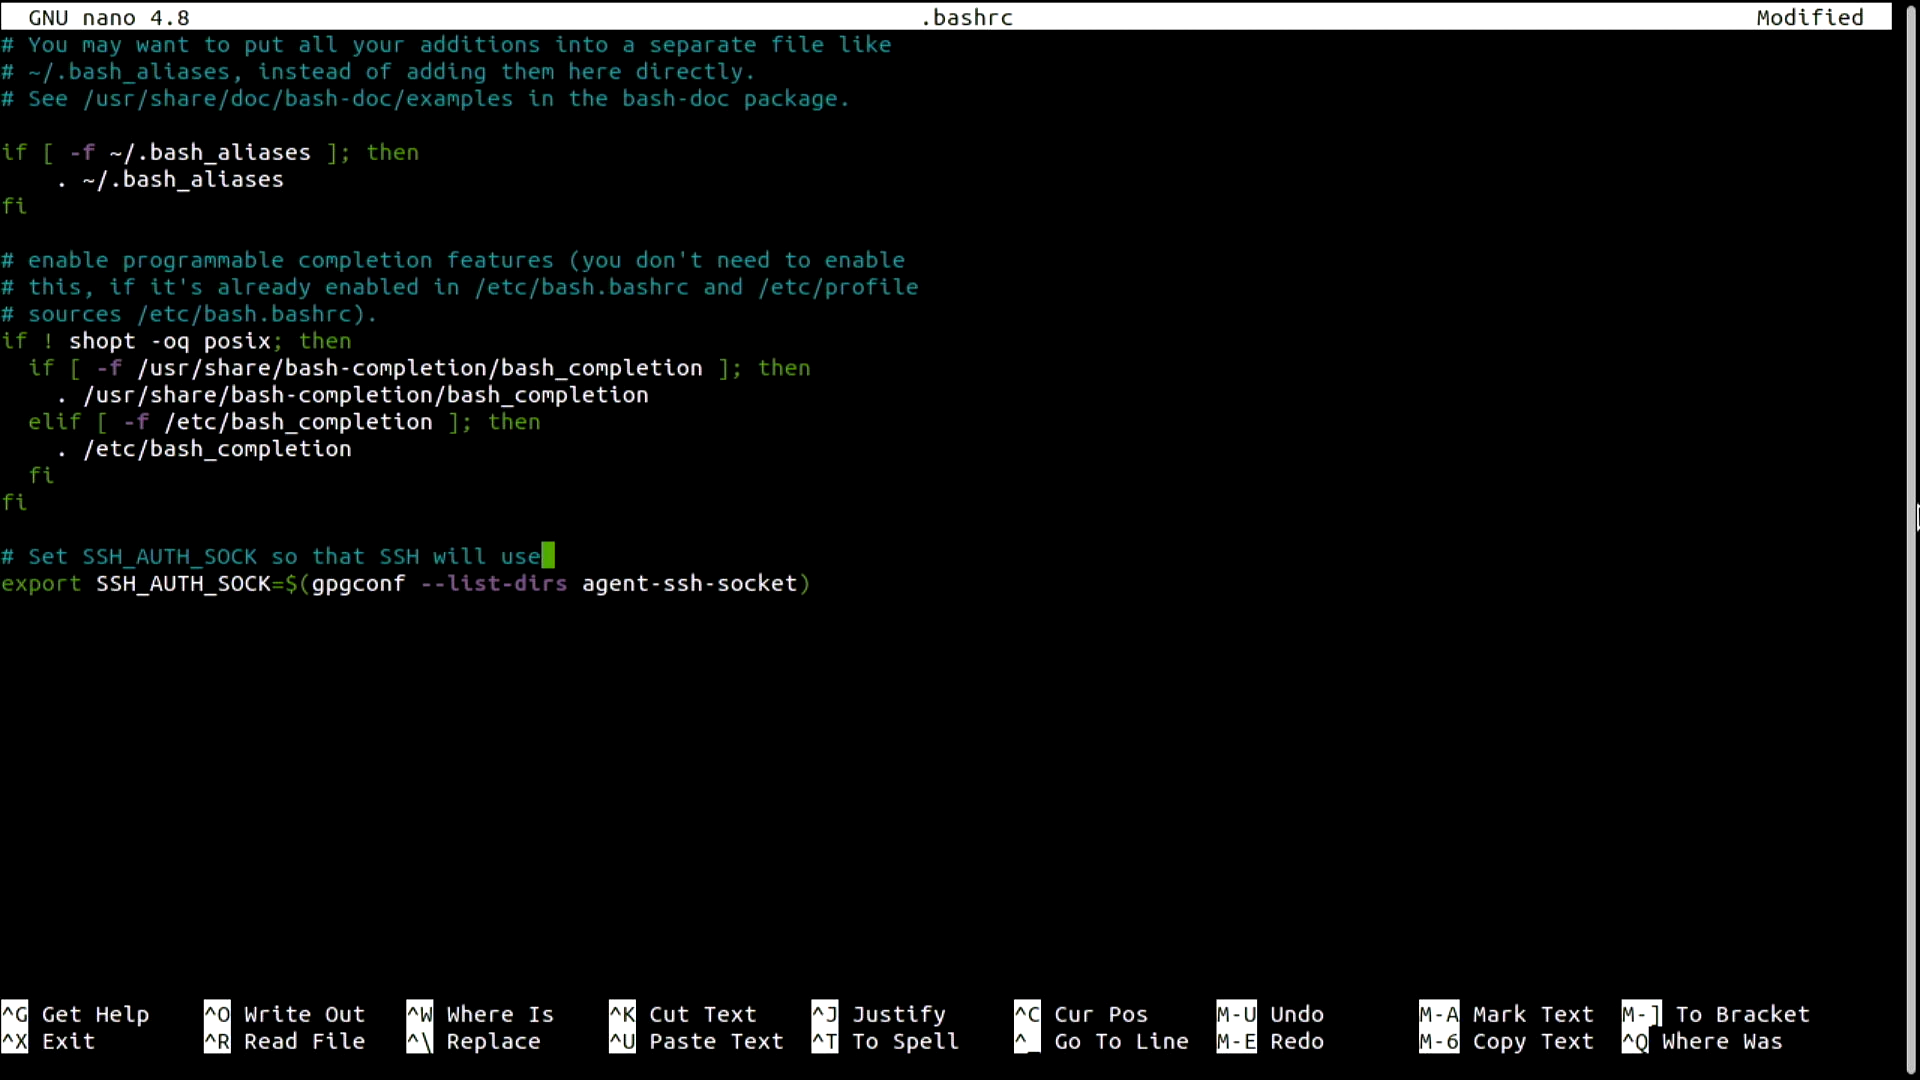 GNU nano 4.8 .bashrc Modified
# You may want to put all your additions into a separate file like
# ~/.bash_aliases, instead of adding them here directly.
# See /usr/share/doc/bash-doc/examples in the bash-doc package.
if [ -f ~/.bash_aliases ]; then
    . ~/.bash_aliases
fi
# enable programmable completion features (you don't need to enable
# this, if it's already enabled in /etc/bash.bashrc and /etc/profile
# sources /etc/bash.bashrc).
if ! shopt -oq posix; then
  if [ -f /usr/share/bash-completion/bash_completion ]; then
    . /usr/share/bash-completion/bash_completion
  elif [ -f /etc/bash_completion ]; then
    . /etc/bash_completion
  fi
fi
# Set SSH_AUTH_SOCK so that SSH will use
export SSH_AUTH_SOCK=$(gpgconf --list-dirs agent-ssh-socket)
^G Get Help ^O Write Out ^W Where Is ^K Cut Text ^J Justify ^C Cur Pos M-U Undo M-A Mark Text M-] To Bracket
^X Exit ^R Read File ^\ Replace ^U Paste Text ^T To Spell ^_ Go To Line M-E Redo M-6 Copy Text ^Q Where Was